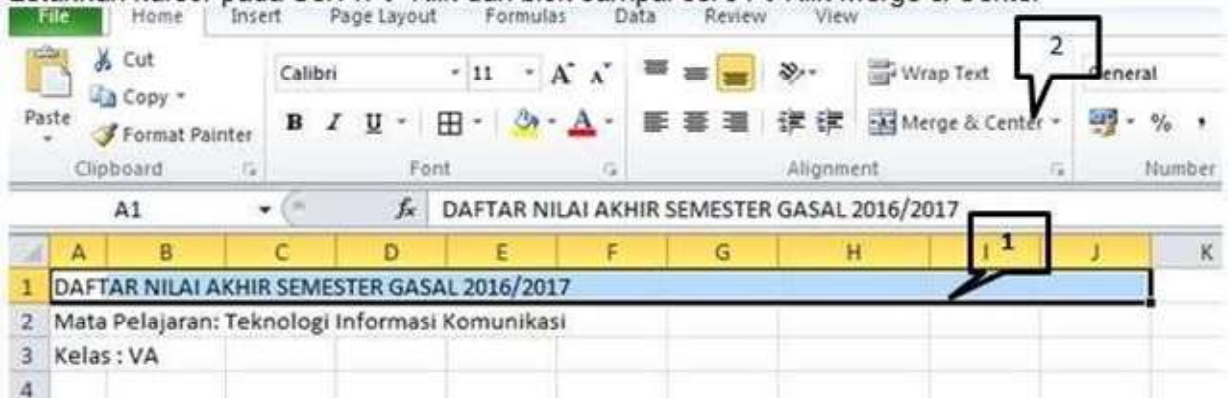 File Home Insert Page Layout Formulas Data Review View
2
Cut
Calibri 11 A A Wrap Text General
Copy
Paste
Format Painter B I U A Merge & Center % ,
Clipboard Font Alignment Number
A1 fx DAFTAR NILAI AKHIR SEMESTER GASAL 2016/2017
1
A B C D E F G H I J K
1 DAFTAR NILAI AKHIR SEMESTER GASAL 2016/2017
2 Mata Pelajaran: Teknologi Informasi Komunikasi
3 Kelas : VA
4